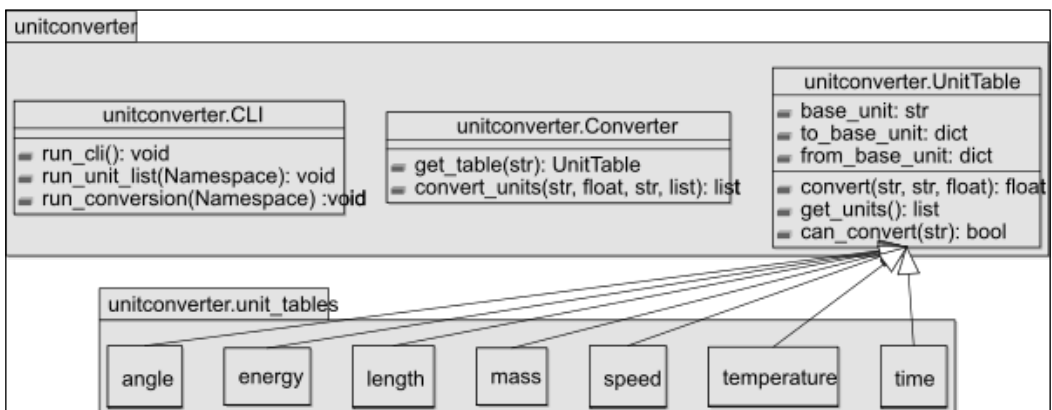 unitconverter
unitconverter.CLI
run_cli(): void
run_unit_list(Namespace): void
run_conversion(Namespace) :void
unitconverter.Converter
get_table(str): UnitTable
convert_units(str, float, str, list): list
unitconverter.UnitTable
base_unit: str
to_base_unit: dict
from_base_unit: dict
convert(str, str, float): float
get_units(): list
can_convert(str): bool
unitconverter.unit_tables
angle
energy
length
mass
speed
temperature
time